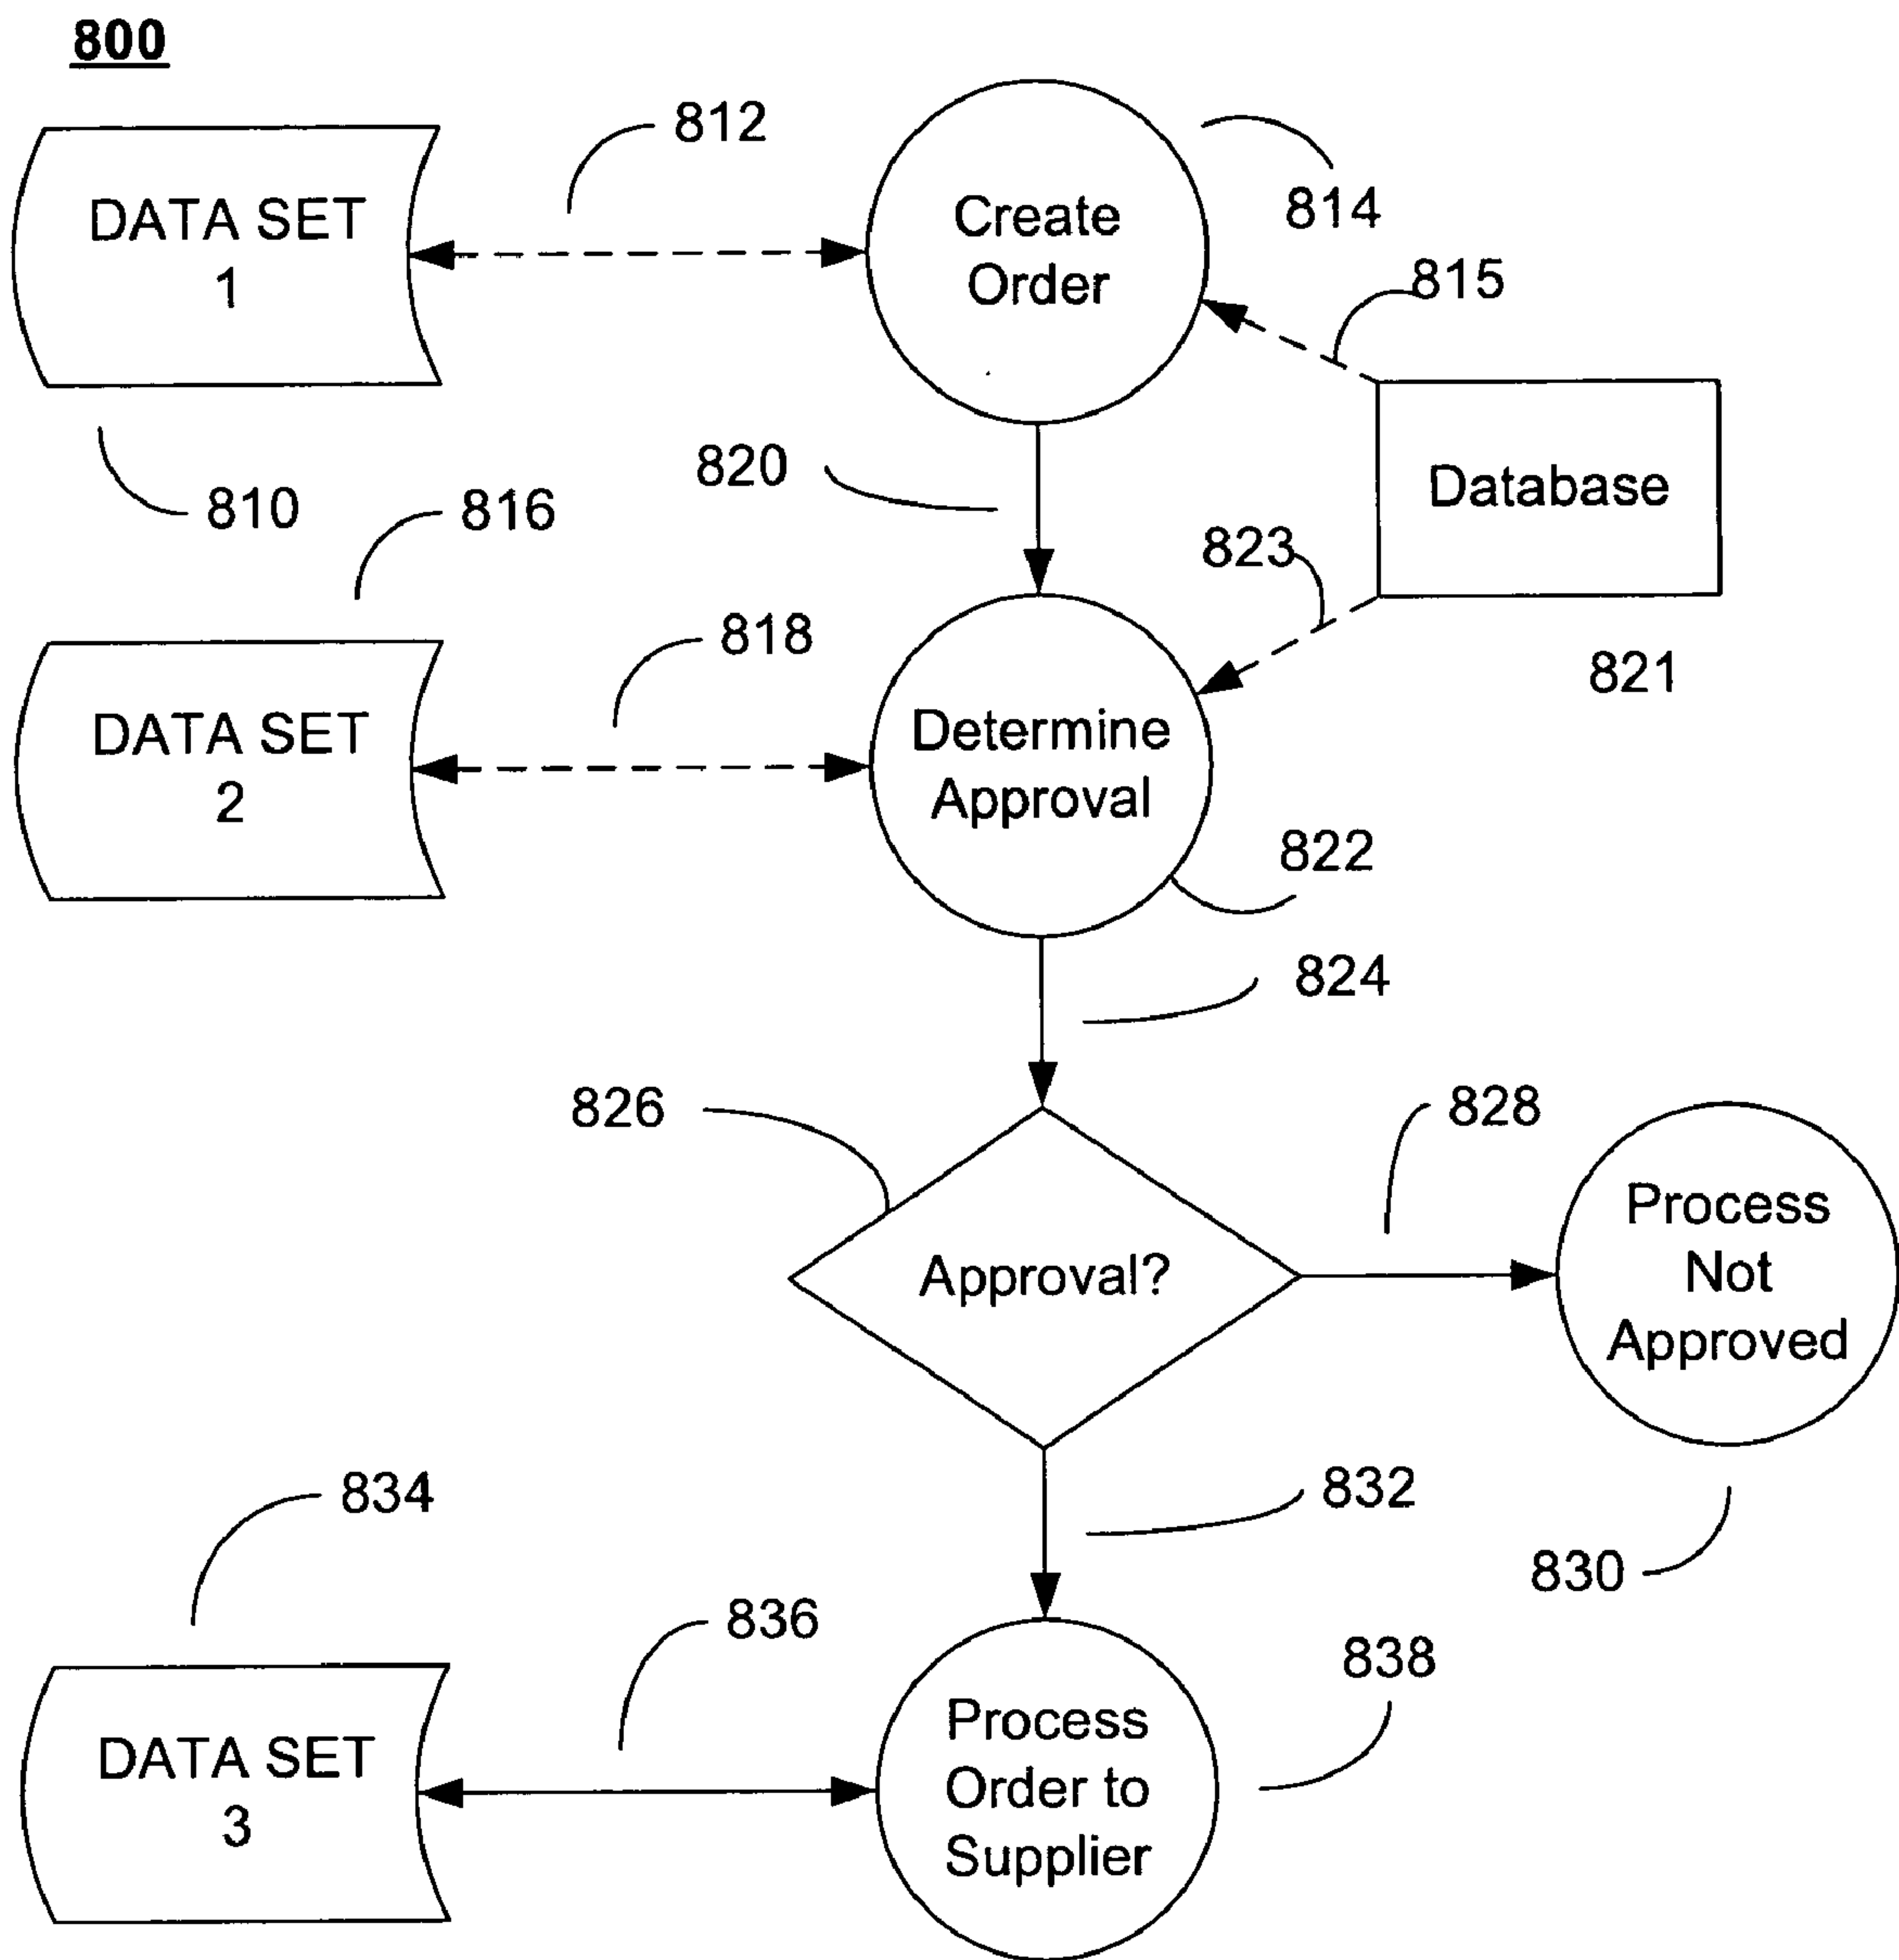 800
812
DATA SET
1
Create
Order
814
815
820
Database
810
816
823
818
821
DATA SET
2
Determine
Approval
822
824
826
828
Approval?
Process
Not
Approved
834
832
830
836
838
DATA SET
3
Process
Order to
Supplier